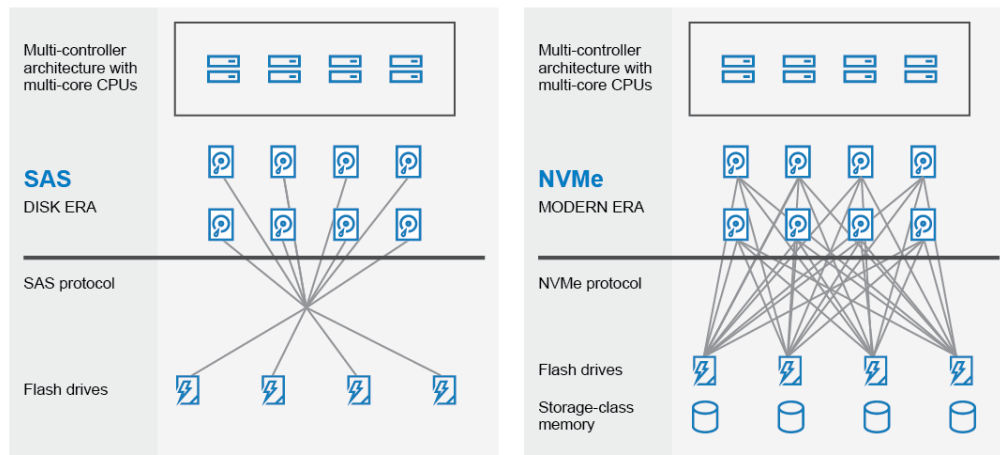 Multi-controller
architecture with
multi-core CPUs
SAS
DISK ERA
SAS protocol
Flash drives
Multi-controller
architecture with
multi-core CPUs
NVMe
MODERN ERA
NVMe protocol
Flash drives
Storage-class
memory